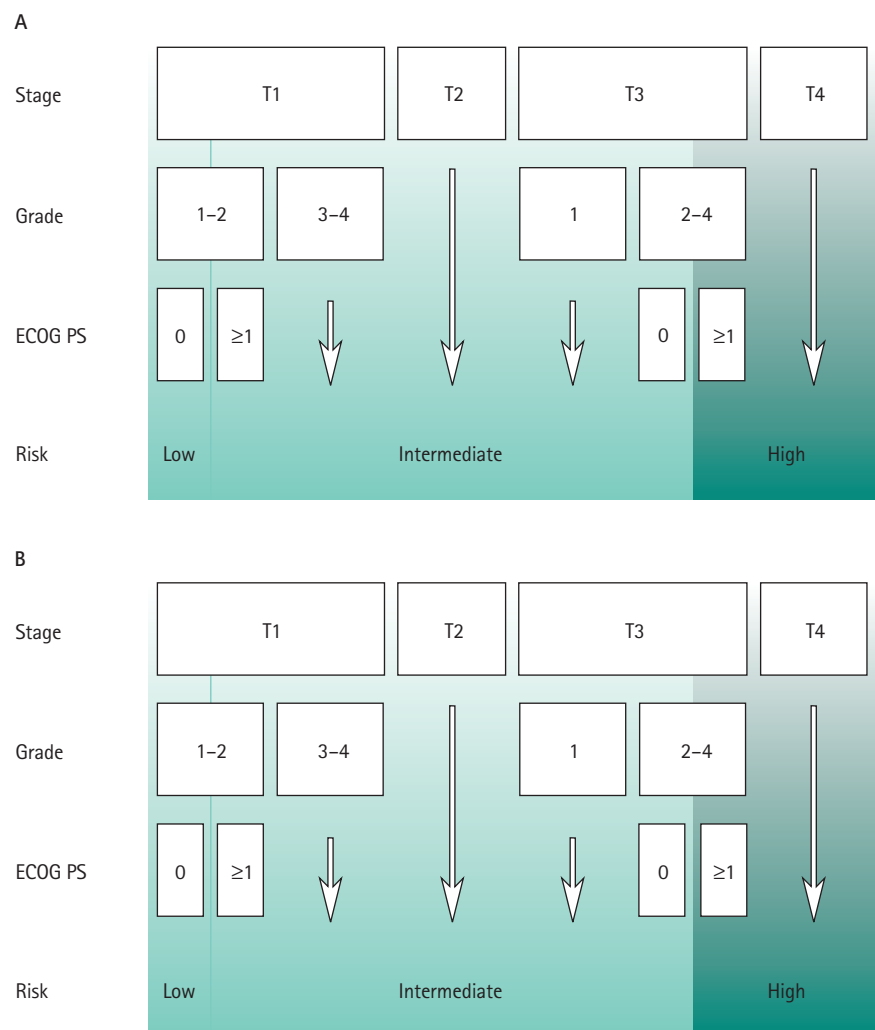 A
Stage T1 T2 T3 T4
Grade 1–2 3–4 1 2–4
ECOG PS 0 ≥1 0 ≥1
Risk Low Intermediate High
B
Stage T1 T2 T3 T4
Grade 1–2 3–4 1 2–4
ECOG PS 0 ≥1 0 ≥1
Risk Low Intermediate High